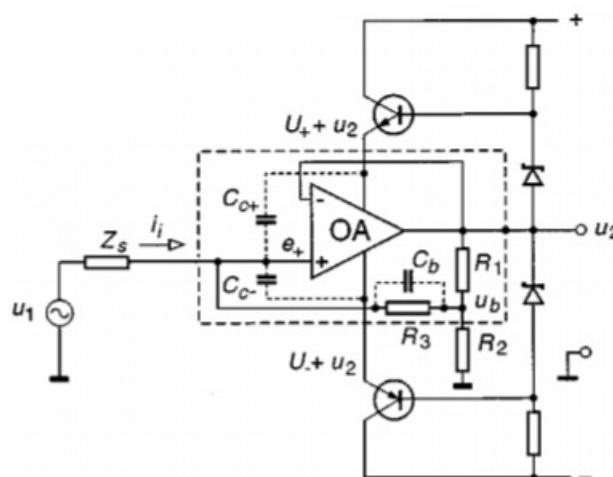 +
U₊ + u₂
C_c+
-
OA
u₂
Z_s
i_i
e₊
+
C_b
R₁
C_c-
u_b
u₁
R₃
R₂
U₋ + u₂
−